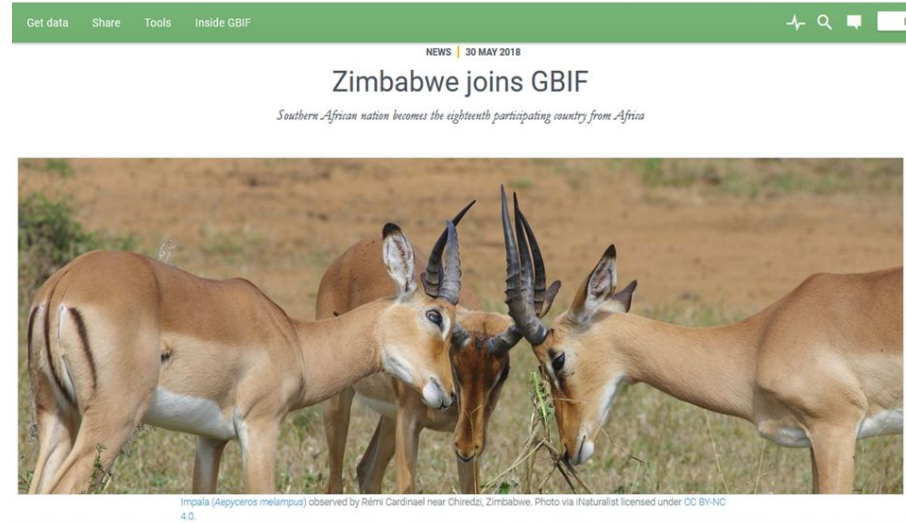 Get data Share Tools Inside GBIF
NEWS | 30 MAY 2018
Zimbabwe joins GBIF
Southern African nation becomes the eighteenth participating country from Africa
Impala (Aepyceros melampus) observed by Rémi Cardinael near Chiredzi, Zimbabwe. Photo via iNaturalist licensed under CC BY-NC
4.0.